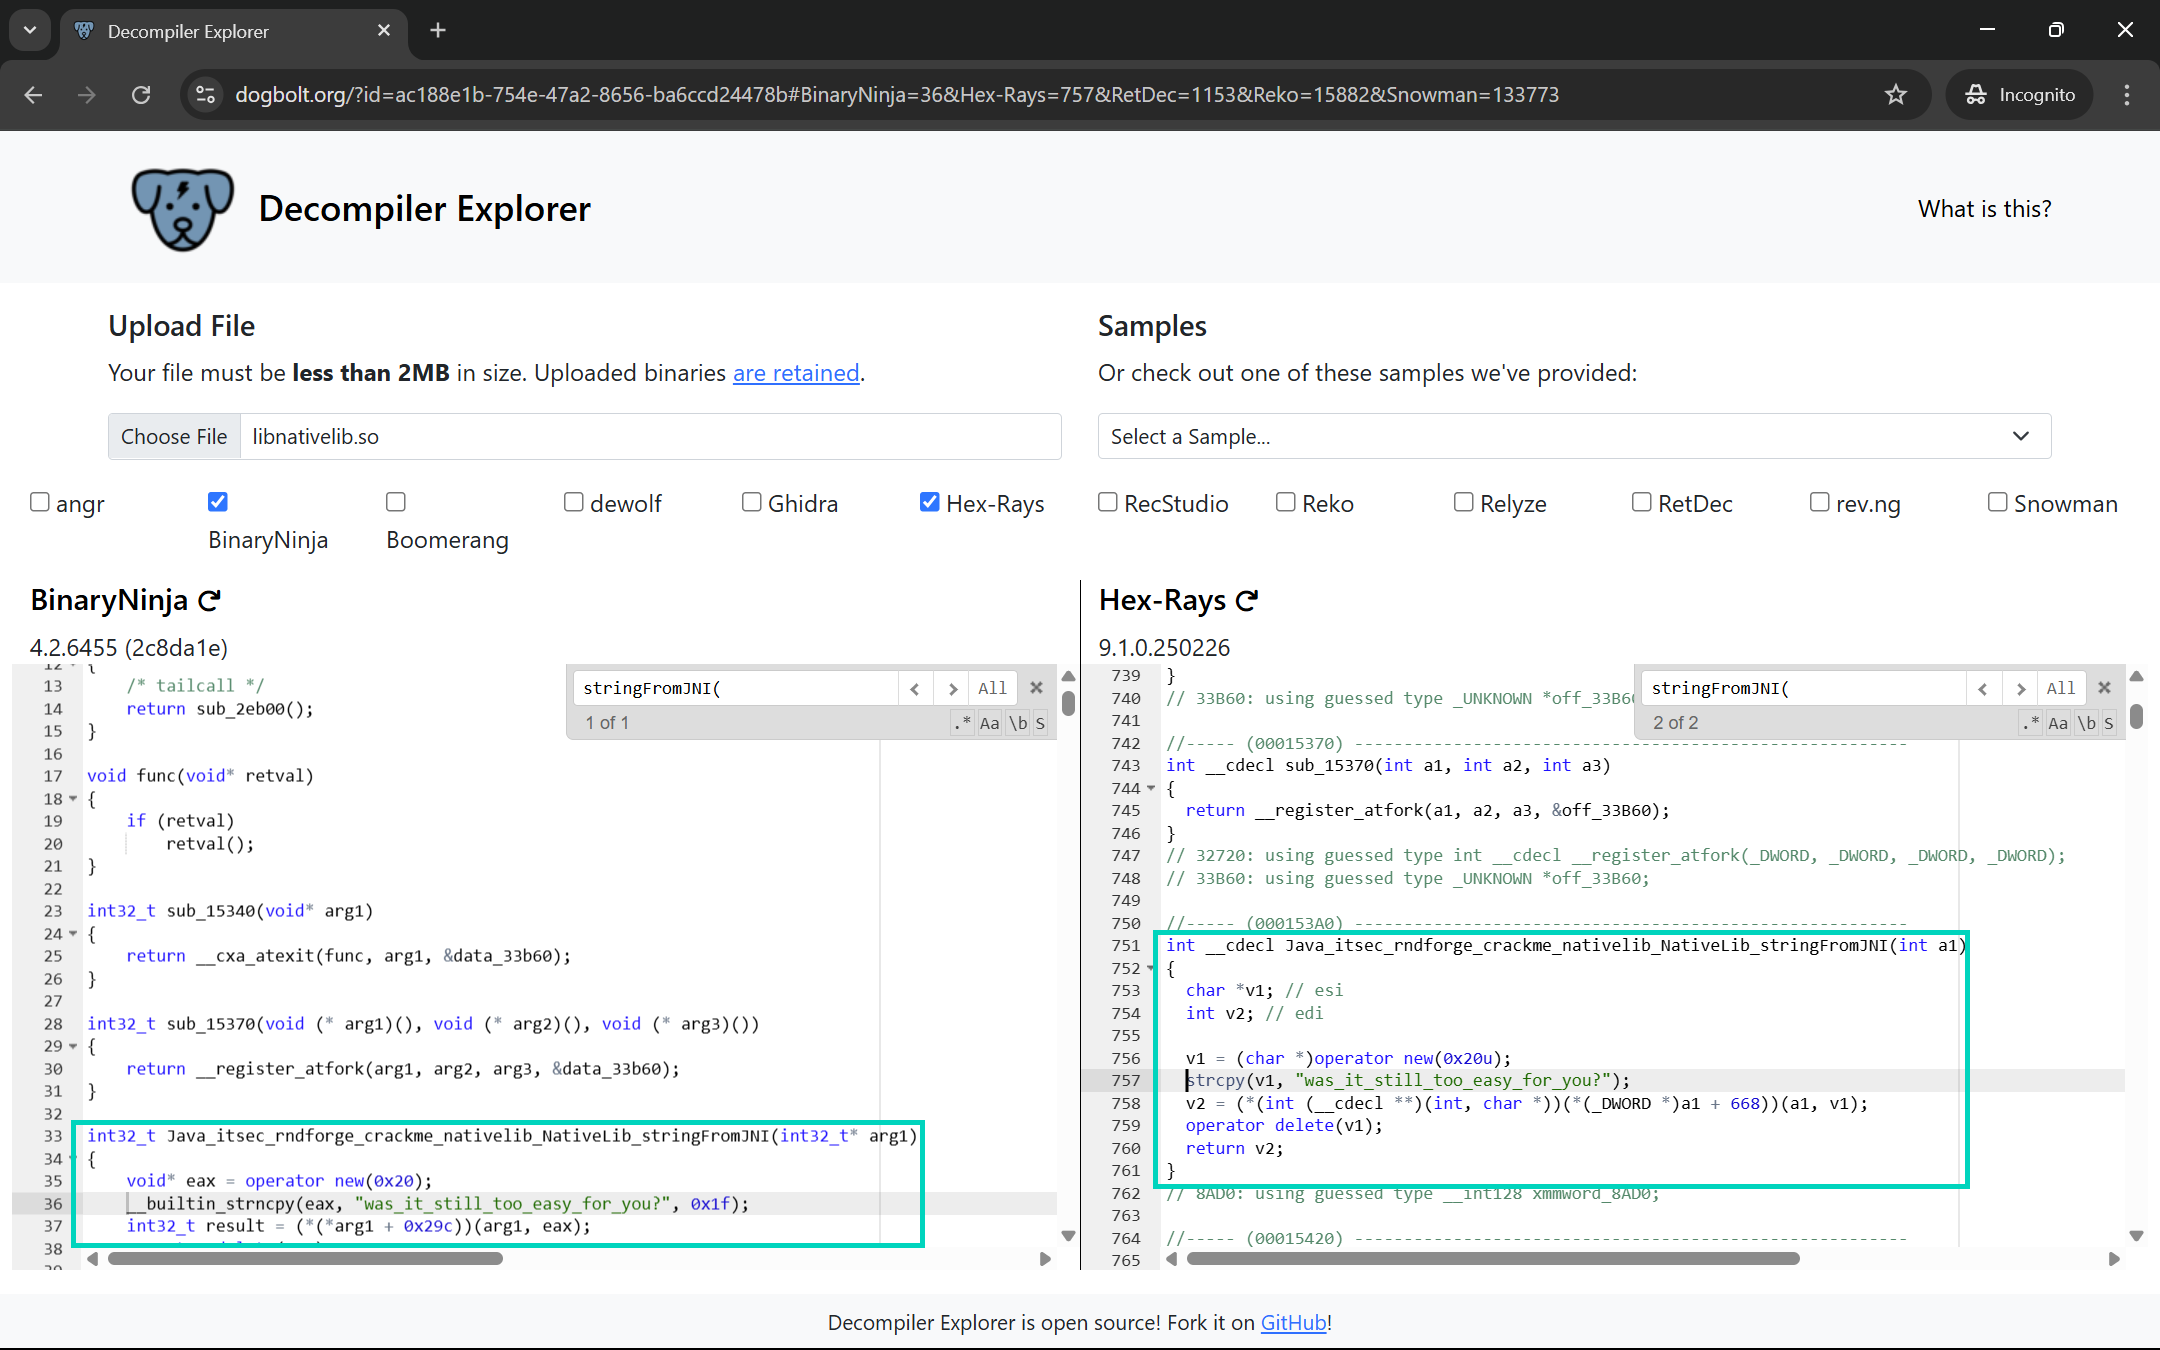 Decompiler Explorer
dogbolt.org/?id=ac188e1b-754e-47a2-8656-ba6ccd24478b#BinaryNinja=36&Hex-Rays=757&RetDec=1153&Reko=15882&Snowman=133773
Incognito
Decompiler Explorer
What is this?
Upload File
Your file must be less than 2MB in size. Uploaded binaries are retained.
Choose File libnativelib.so
Samples
Or check out one of these samples we've provided:
Select a Sample...
angr
BinaryNinja
Boomerang
dewolf
Ghidra
Hex-Rays
RecStudio
Reko
Relyze
RetDec
rev.ng
Snowman
BinaryNinja
4.2.6455 (2c8da1e)
stringFromJNI(
All
1 of 1
.* Aa \b S
12 {
13 /* tailcall */
14 return sub_2eb00();
15 }
16
17 void func(void* retval)
18 {
19 if (retval)
20 retval();
21 }
22
23 int32_t sub_15340(void* arg1)
24 {
25 return __cxa_atexit(func, arg1, &data_33b60);
26 }
27
28 int32_t sub_15370(void (* arg1)(), void (* arg2)(), void (* arg3)())
29 {
30 return __register_atfork(arg1, arg2, arg3, &data_33b60);
31 }
32
33 int32_t Java_itsec_rndforge_crackme_nativelib_NativeLib_stringFromJNI(int32_t* arg1)
34 {
35 void* eax = operator new(0x20);
36 __builtin_strncpy(eax, "was_it_still_too_easy_for_you?", 0x1f);
37 int32_t result = (*(*arg1 + 0x29c))(arg1, eax);
38
Hex-Rays
9.1.0.250226
stringFromJNI(
All
2 of 2
.* Aa \b S
739 }
740 // 33B60: using guessed type _UNKNOWN *off_33B60
741
742 //----- (00015370) --------------------------------------------------------
743 int __cdecl sub_15370(int a1, int a2, int a3)
744 {
745 return __register_atfork(a1, a2, a3, &off_33B60);
746 }
747 // 32720: using guessed type int __cdecl __register_atfork(_DWORD, _DWORD, _DWORD, _DWORD);
748 // 33B60: using guessed type _UNKNOWN *off_33B60;
749
750 //----- (000153A0) --------------------------------------------------------
751 int __cdecl Java_itsec_rndforge_crackme_nativelib_NativeLib_stringFromJNI(int a1)
752 {
753 char *v1; // esi
754 int v2; // edi
755
756 v1 = (char *)operator new(0x20u);
757 strcpy(v1, "was_it_still_too_easy_for_you?");
758 v2 = (*(int (__cdecl **)(int, char *))(*(_DWORD *)a1 + 668))(a1, v1);
759 operator delete(v1);
760 return v2;
761 }
762 // 8AD0: using guessed type __int128 xmmword_8AD0;
763
764 //----- (00015420) --------------------------------------------------------
765
Decompiler Explorer is open source! Fork it on GitHub!